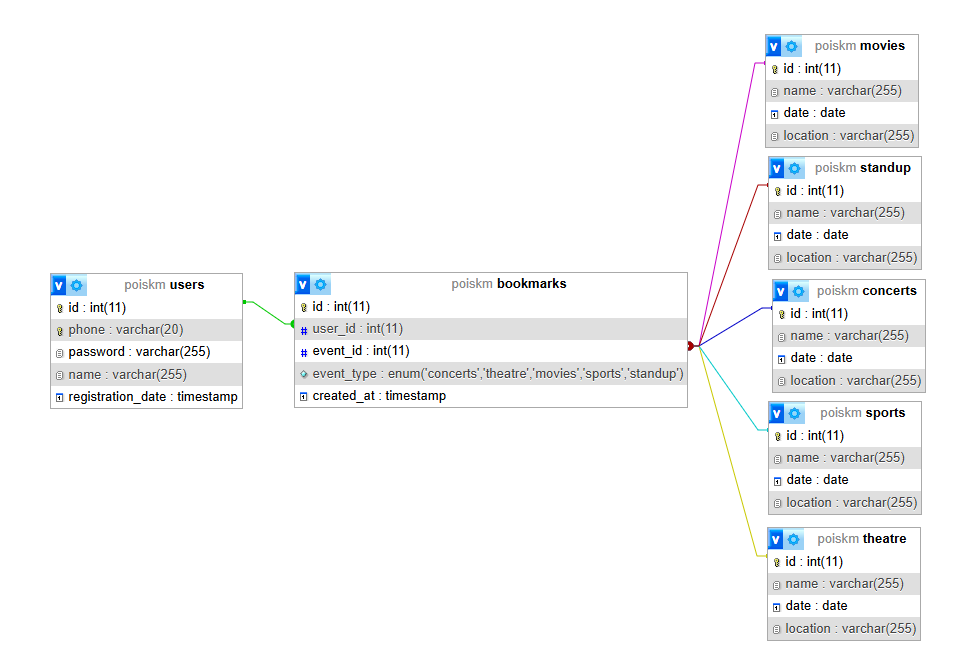 poiskm users
id : int(11)
phone : varchar(20)
password : varchar(255)
name : varchar(255)
registration_date : timestamp
poiskm bookmarks
id : int(11)
user_id : int(11)
event_id : int(11)
event_type : enum('concerts','theatre','movies','sports','standup')
created_at : timestamp
poiskm movies
id : int(11)
name : varchar(255)
date : date
location : varchar(255)
poiskm standup
id : int(11)
name : varchar(255)
date : date
location : varchar(255)
poiskm concerts
id : int(11)
name : varchar(255)
date : date
location : varchar(255)
poiskm sports
id : int(11)
name : varchar(255)
date : date
location : varchar(255)
poiskm theatre
id : int(11)
name : varchar(255)
date : date
location : varchar(255)